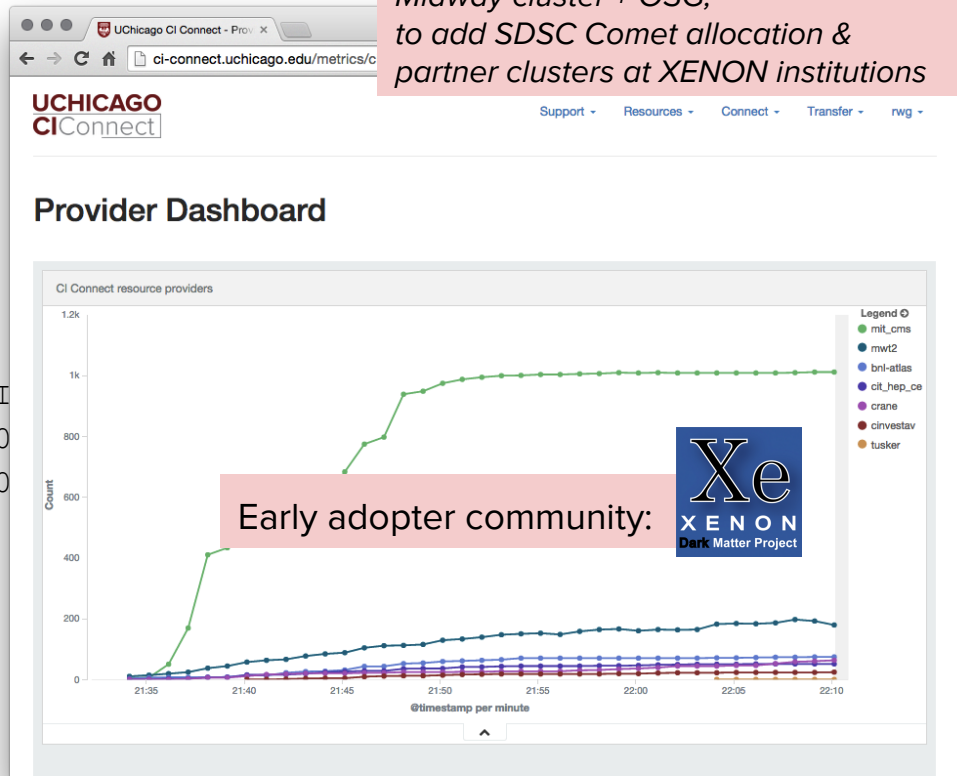 Midway cluster + OSG,
to add SDSC Comet allocation &
partner clusters at XENON institutions
UChicago CI Connect - Prov
ci-connect.uchicago.edu/metrics/c
UCHICAGO
CIConnect
Support
Resources
Connect
Transfer
rwg
Provider Dashboard
CI Connect resource providers
1.2k
1k
800
600
400
200
0
Count
Legend
mit_cms
mwt2
bnl-atlas
cit_hep_ce
crane
cinvestav
tusker
Early adopter community:
Xe
XENON
Dark Matter Project
21:35
21:40
21:45
21:50
21:55
22:00
22:05
22:10
@timestamp per minute